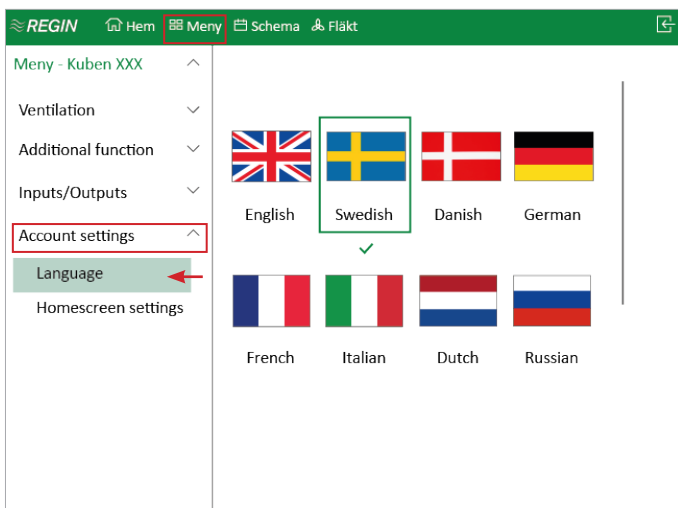 REGIN Hem Meny Schema Fläkt
Meny - Kuben XXX
Ventilation
Additional function
Inputs/Outputs
Account settings
Language
Homescreen settings
English Swedish Danish German
French Italian Dutch Russian